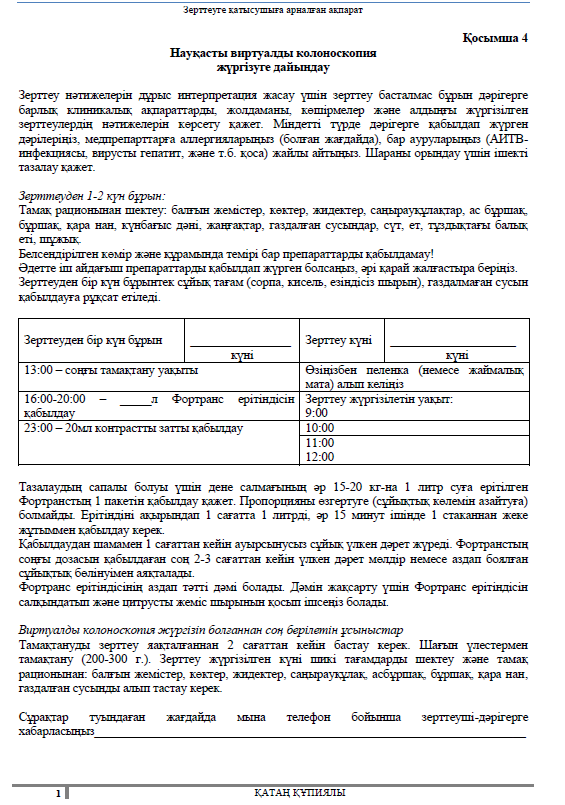 Зерттеуге қатысушыға арналған ақпарат
Қосымша 4
Науқасты виртуалды колоноскопия
жүргізуге дайындау
Зерттеу нәтижелерін дұрыс интерпретация жасау үшін зерттеу басталмас бұрын дәрігерге
барлық клиникалық ақпараттарды, жолдаманы, көшірмелер және алдыңғы жүргізілген
зерттеулердің нәтижелерін көрсету қажет. Міндетті түрде дәрігерге қабылдап жүрген
дәрілеріңіз, медпрепарттарға аллергияларыңыз (болған жағдайда), бар ауруларыңыз (АИТВ-
инфекциясы, вирусты гепатит, және т.б. қоса) жайлы айтыңыз. Шараны орындау үшін ішекті
тазалау қажет.
Зерттеуден 1-2 күн бұрын:
Тамақ рационынан шектеу: балғын жемістер, көктер, жидектер, саңырауқұлақтар, ас бұршақ,
бұршақ, қара нан, күнбағыс дәні, жаңғақтар, газдалған сусындар, сүт, ет, тұздықтағы балық
еті, шұжық.
Белсендірілген көмір және құрамында темірі бар препараттарды қабылдамау!
Әдетте іш айдағыш препараттарды қабылдап жүрген болсаңыз, әрі қарай жалғастыра беріңіз.
Зерттеуден бір күн бұрынтек сұйық тағам (сорпа, кисель, езіндісіз шырын), газдалмаған сусын
қабылдауға рұқсат етіледі.
Зерттеуден бір күн бұрын ________________ күні Зерттеу күні ____________________ күні
13:00 – соңғы тамақтану уақыты Өзіңізбен пеленка (немесе жаймалық
мата) алып келіңіз
16:00-20:00 – _____л Фортранс ерітіндісін
қабылдау
Зерттеу жүргізілетін уақыт:
9:00
23:00 – 20мл контрастты затты қабылдау 10:00
11:00
12:00
Тазалаудың сапалы болуы үшін дене салмағының әр 15-20 кг-на 1 литр суға ерітілген
Фортранстың 1 пакетін қабылдау қажет. Пропорцияны өзгертуге (сұйықтық көлемін азайтуға)
болмайды. Ерітіндіні ақырындап 1 сағатта 1 литрді, әр 15 минут ішінде 1 стаканнан жеке
жұтыммен қабылдау керек.
Қабылдаудан шамамен 1 сағаттан кейін ауырсынусыз сұйық үлкен дәрет жүреді. Фортранстың
соңғы дозасын қабылдаған соң 2-3 сағаттан кейін үлкен дәрет мөлдір немесе аздап боялған
сұйықтық бөлінуімен аяқталады.
Фортранс ерітіндісінің аздап тәтті дәмі болады. Дәмін жақсарту үшін Фортранс ерітіндісін
салқындатып және цитрусты жеміс шырынын қосып ішсеңіз болады.
Виртуалды колоноскопия жүргізіп болғаннан соң берілетін ұсыныстар
Тамақтануды зерттеу яақталғаннан 2 сағаттан кейін бастау керек. Шағын үлестермен
тамақтану (200-300 г.). Зерттеу жүргізілген күні шикі тағамдарды шектеу және тамақ
рационынан: балғын жемістер, көктер, жидектер, саңырауқұлақ, асбұршақ, бұршақ, қара нан,
газдалған сусынды алып тастау керек.
Сұрақтар туындаған жағдайда мына телефон бойынша зерттеуші-дәрігерге
хабарласыңыз____________________________________________________________________
1 ҚАТАҢ ҚҰПИЯЛЫ